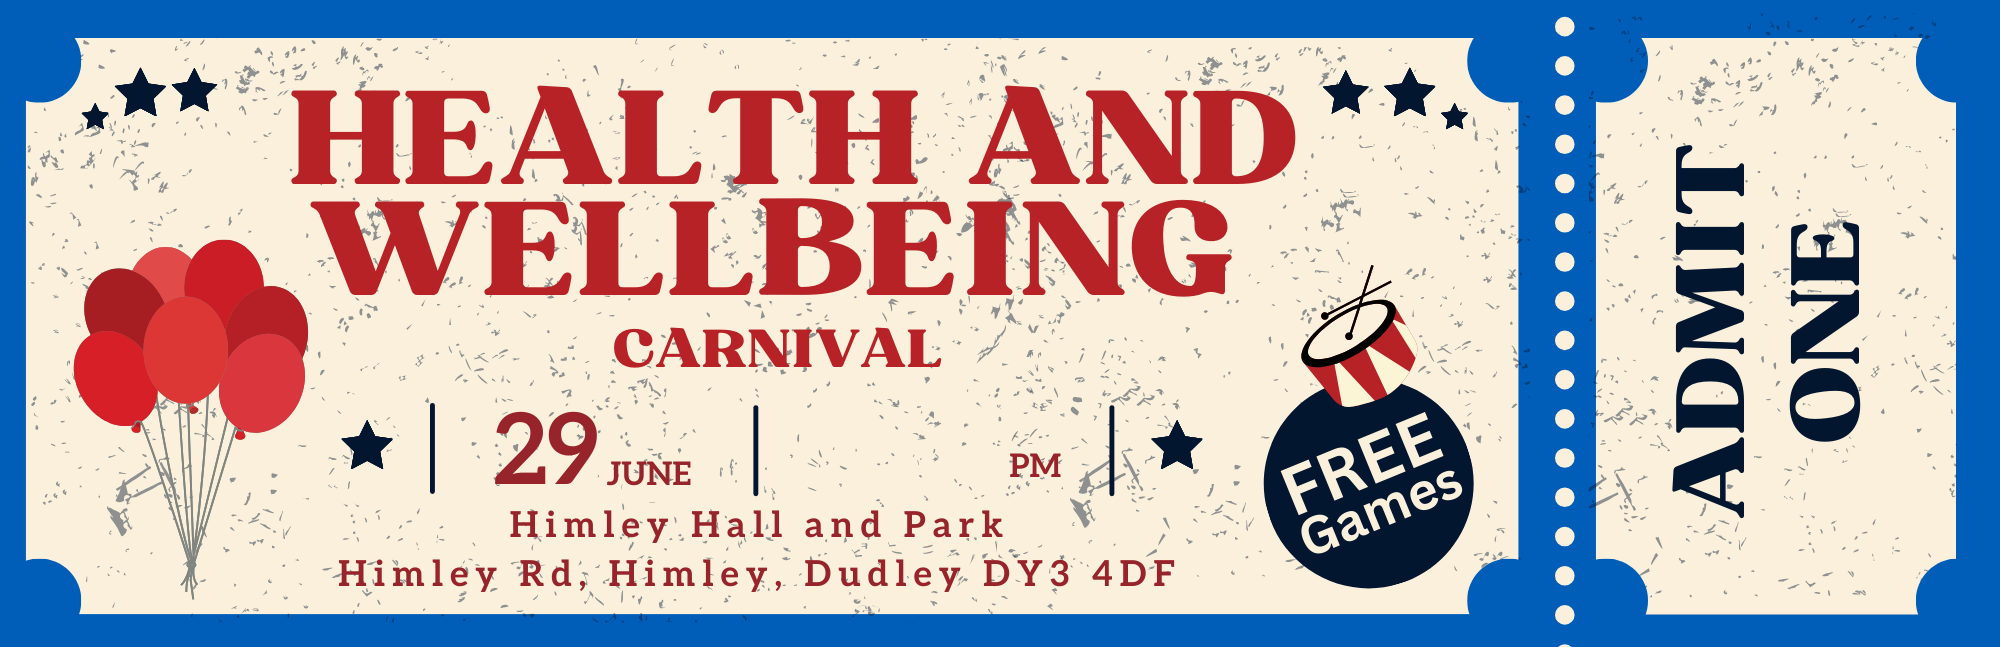 HEALTH AND
WELLBEING
CARNIVAL
29 JUNE
PM
Himley Hall and Park
Himley Rd, Himley, Dudley DY3 4DF
FREE
Games
ADMIT
ONE